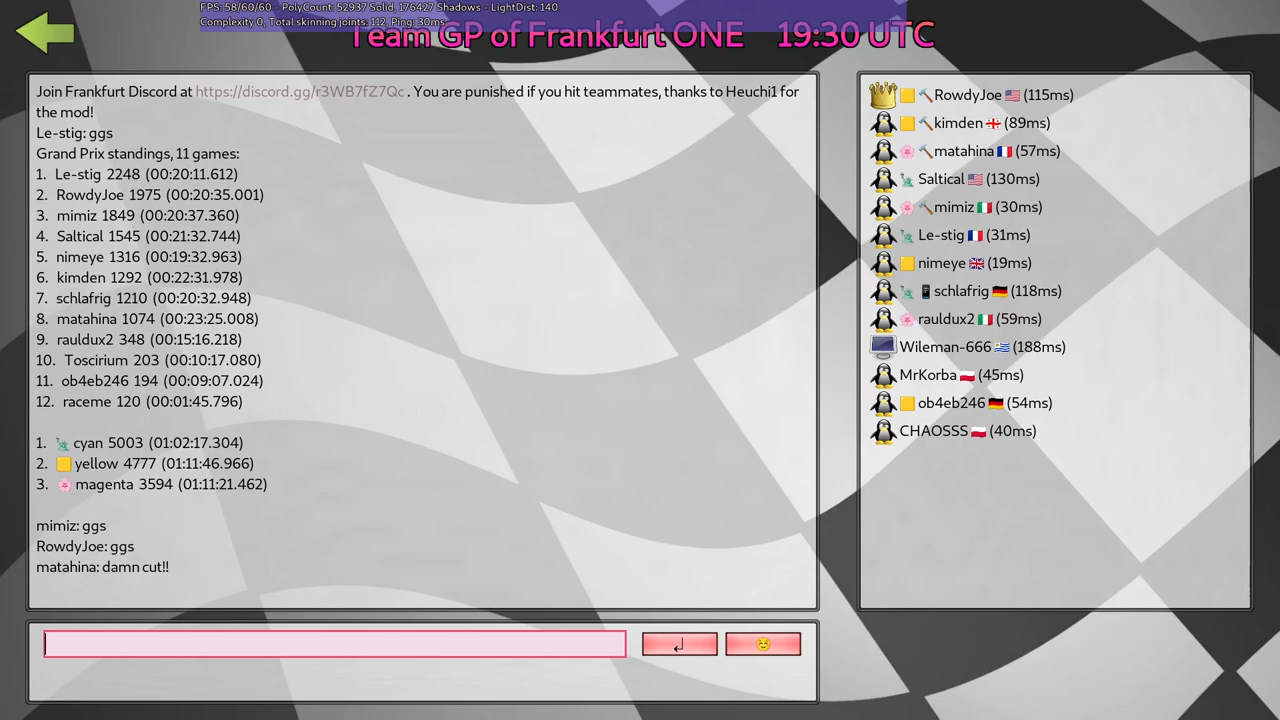 FPS: 58/60/60 - PolyCount: 52937 Solid, 176427 Shadows - LightDist: 140
Complexity 0, Total skinning joints: 112, Ping: 30ms
Team GP of Frankfurt ONE 19:30 UTC
Join Frankfurt Discord at https://discord.gg/r3WB7fZ7Qc . You are punished if you hit teammates, thanks to Heuchi1 for
the mod!
Le-stig: ggs
Grand Prix standings, 11 games:
1. Le-stig 2248 (00:20:11.612)
2. RowdyJoe 1975 (00:20:35.001)
3. mimiz 1849 (00:20:37.360)
4. Saltical 1545 (00:21:32.744)
5. nimeye 1316 (00:19:32.963)
6. kimden 1292 (00:22:31.978)
7. schlafrig 1210 (00:20:32.948)
8. matahina 1074 (00:23:25.008)
9. rauldux2 348 (00:15:16.218)
10. Toscirium 203 (00:10:17.080)
11. ob4eb246 194 (00:09:07.024)
12. raceme 120 (00:01:45.796)
1. 🗽 cyan 5003 (01:02:17.304)
2. 🟨 yellow 4777 (01:11:46.966)
3. 🌸 magenta 3594 (01:11:21.462)
mimiz: ggs
RowdyJoe: ggs
matahina: damn cut!!
🟨 🔨RowdyJoe 🇺🇸 (115ms)
🟨 🔨kimden 🇬🇪 (89ms)
🌸 🔨matahina 🇫🇷 (57ms)
🗽 Saltical 🇺🇸 (130ms)
🌸 🔨mimiz 🇮🇹 (30ms)
🗽 Le-stig 🇫🇷 (31ms)
🟨 nimeye 🇬🇧 (19ms)
🗽 📱schlafrig 🇩🇪 (118ms)
🌸 rauldux2 🇮🇹 (59ms)
Wileman-666 🇺🇾 (188ms)
MrKorba 🇵🇱 (45ms)
🟨 ob4eb246 🇩🇪 (54ms)
CHAOSSS 🇵🇱 (40ms)